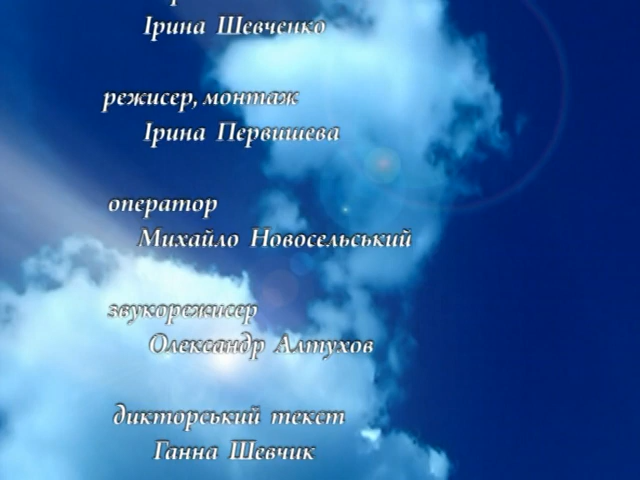 Ірина Шевченко
режисер, монтаж
Ірина Первишева
оператор
Михайло Новосельський
звукорежисер
Олександр Алтухов
дикторський текст
Ганна Шевчик